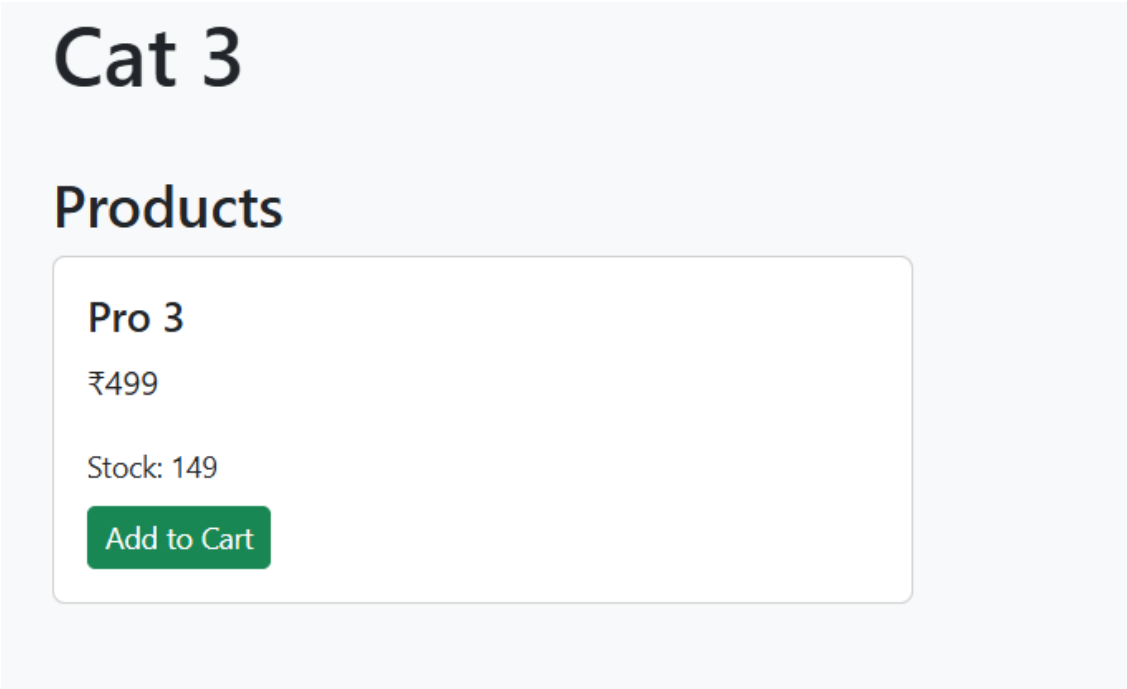 Cat 3
Products
Pro 3
₹499
Stock: 149
Add to Cart